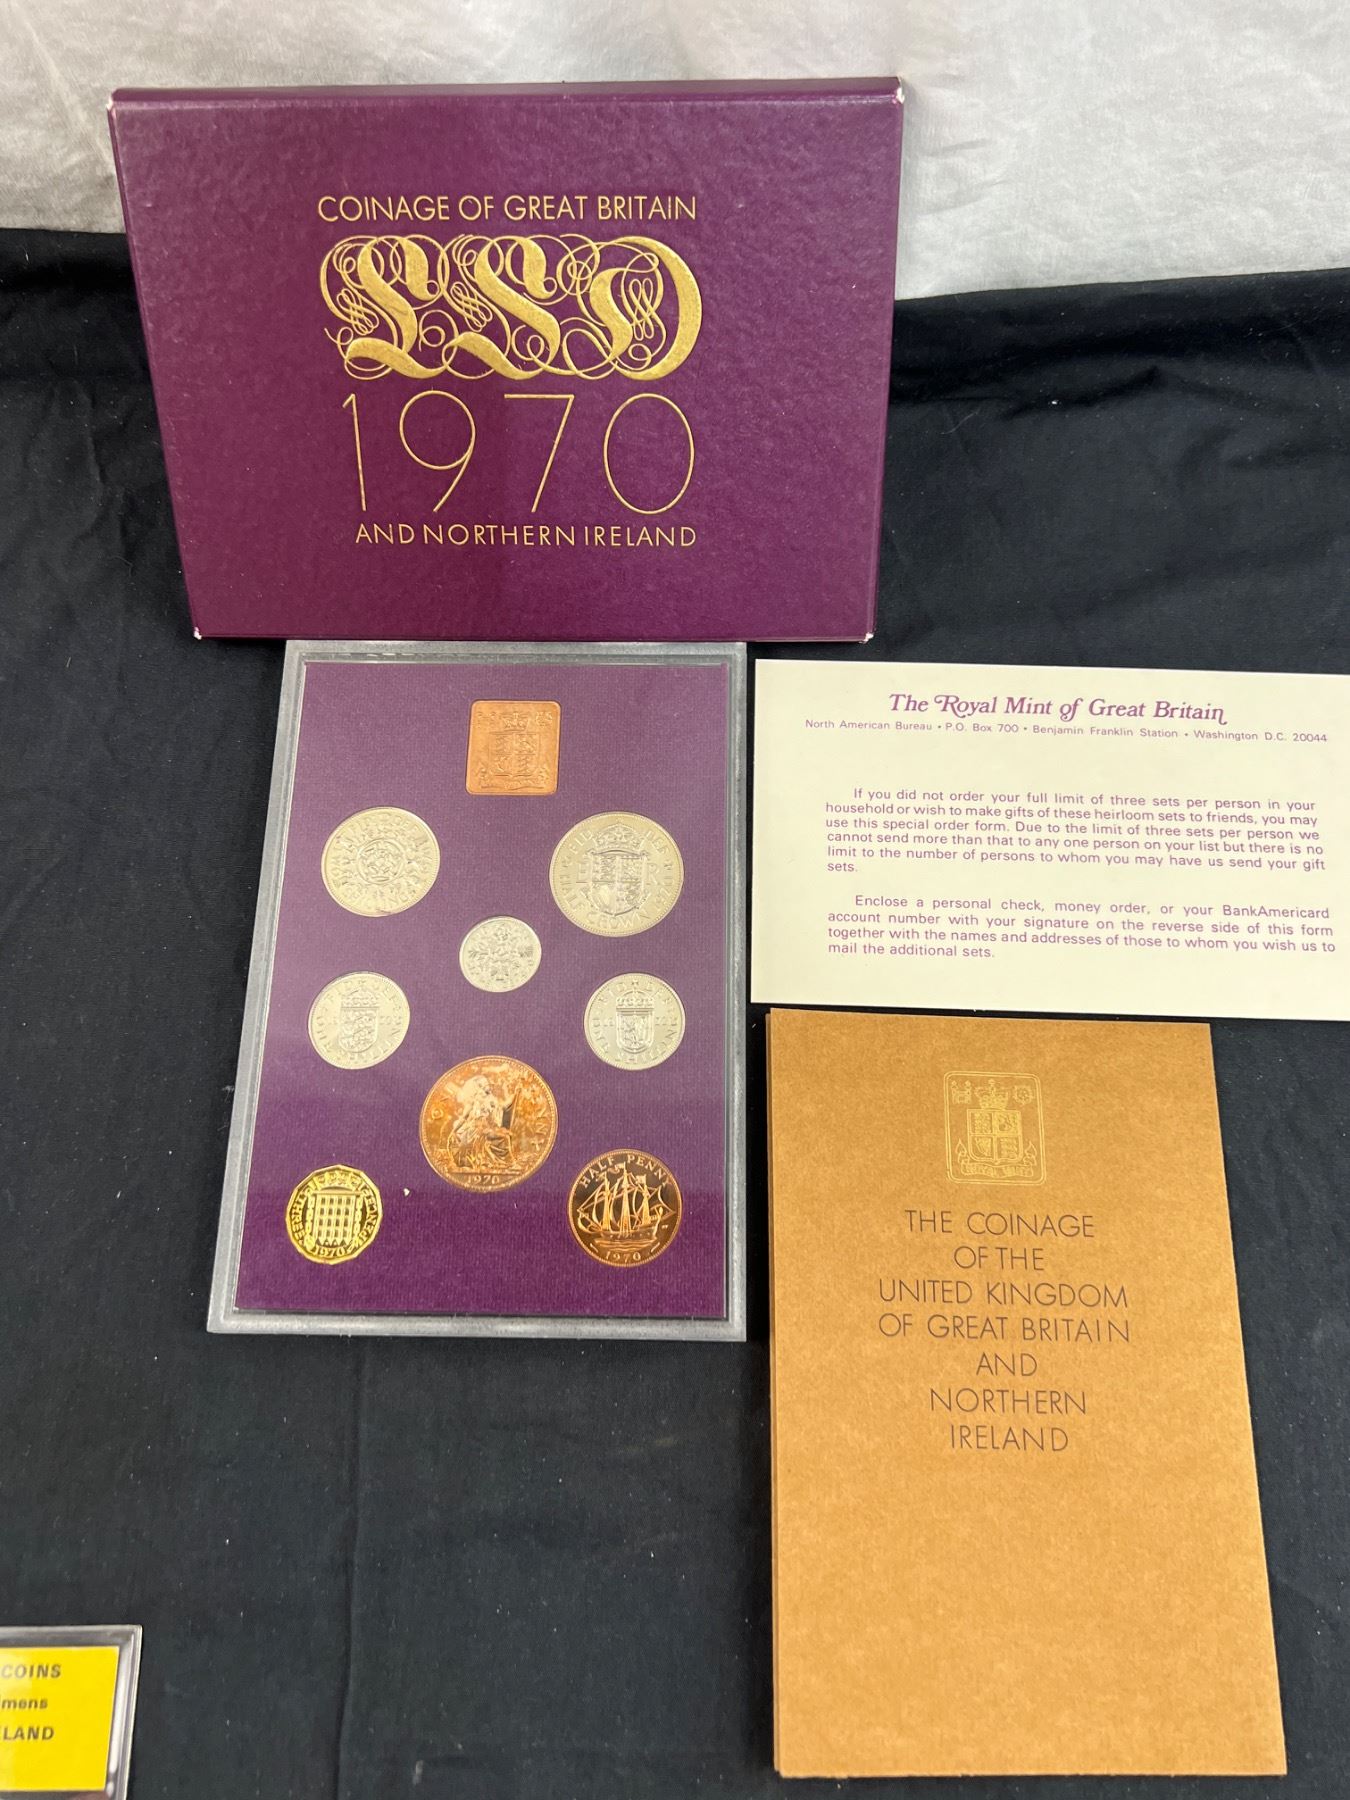 COINAGE OF GREAT BRITAIN
LSD
1970
AND NORTHERN IRELAND
The Royal Mint of Great Britain
North American Bureau • P.O. Box 700 • Benjamin Franklin Station • Washington D.C. 20044
If you did not order your full limit of three sets per person in your
household or wish to make gifts of these heirloom sets to friends, you may
use this special order form. Due to the limit of three sets per person we
cannot send more than that to any one person on your list but there is no
limit to the number of persons to whom you may have us send your gift
sets.
Enclose a personal check, money order, or your BankAmericard
account number with your signature on the reverse side of this form
together with the names and addresses of those to whom you wish us to
mail the additional sets.
HALF CROWN
PENNY
1970
THREE PENCE
1970
HALF PENNY
1970
THE COINAGE
OF THE
UNITED KINGDOM
OF GREAT BRITAIN
AND
NORTHERN
IRELAND
COINS
mens
LAND